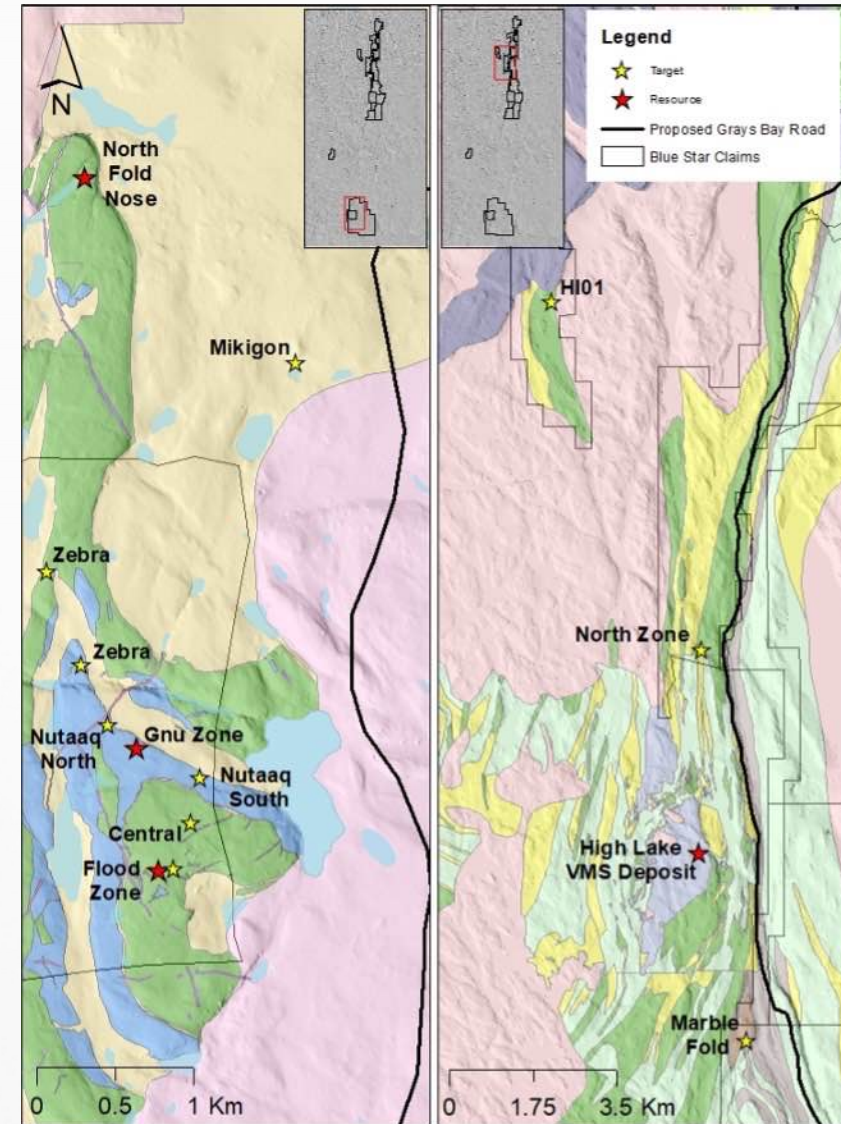 N
North
Fold
Nose
Mikigon
Zebra
Zebra
Nutaaq
North
Gnu Zone
Nutaaq
South
Central
Flood
Zone
0 0.5 1 Km
Legend
Target
Resource
Proposed Grays Bay Road
Blue Star Claims
HI01
North Zone
High Lake
VMS Deposit
Marble
Fold
0 1.75 3.5 Km